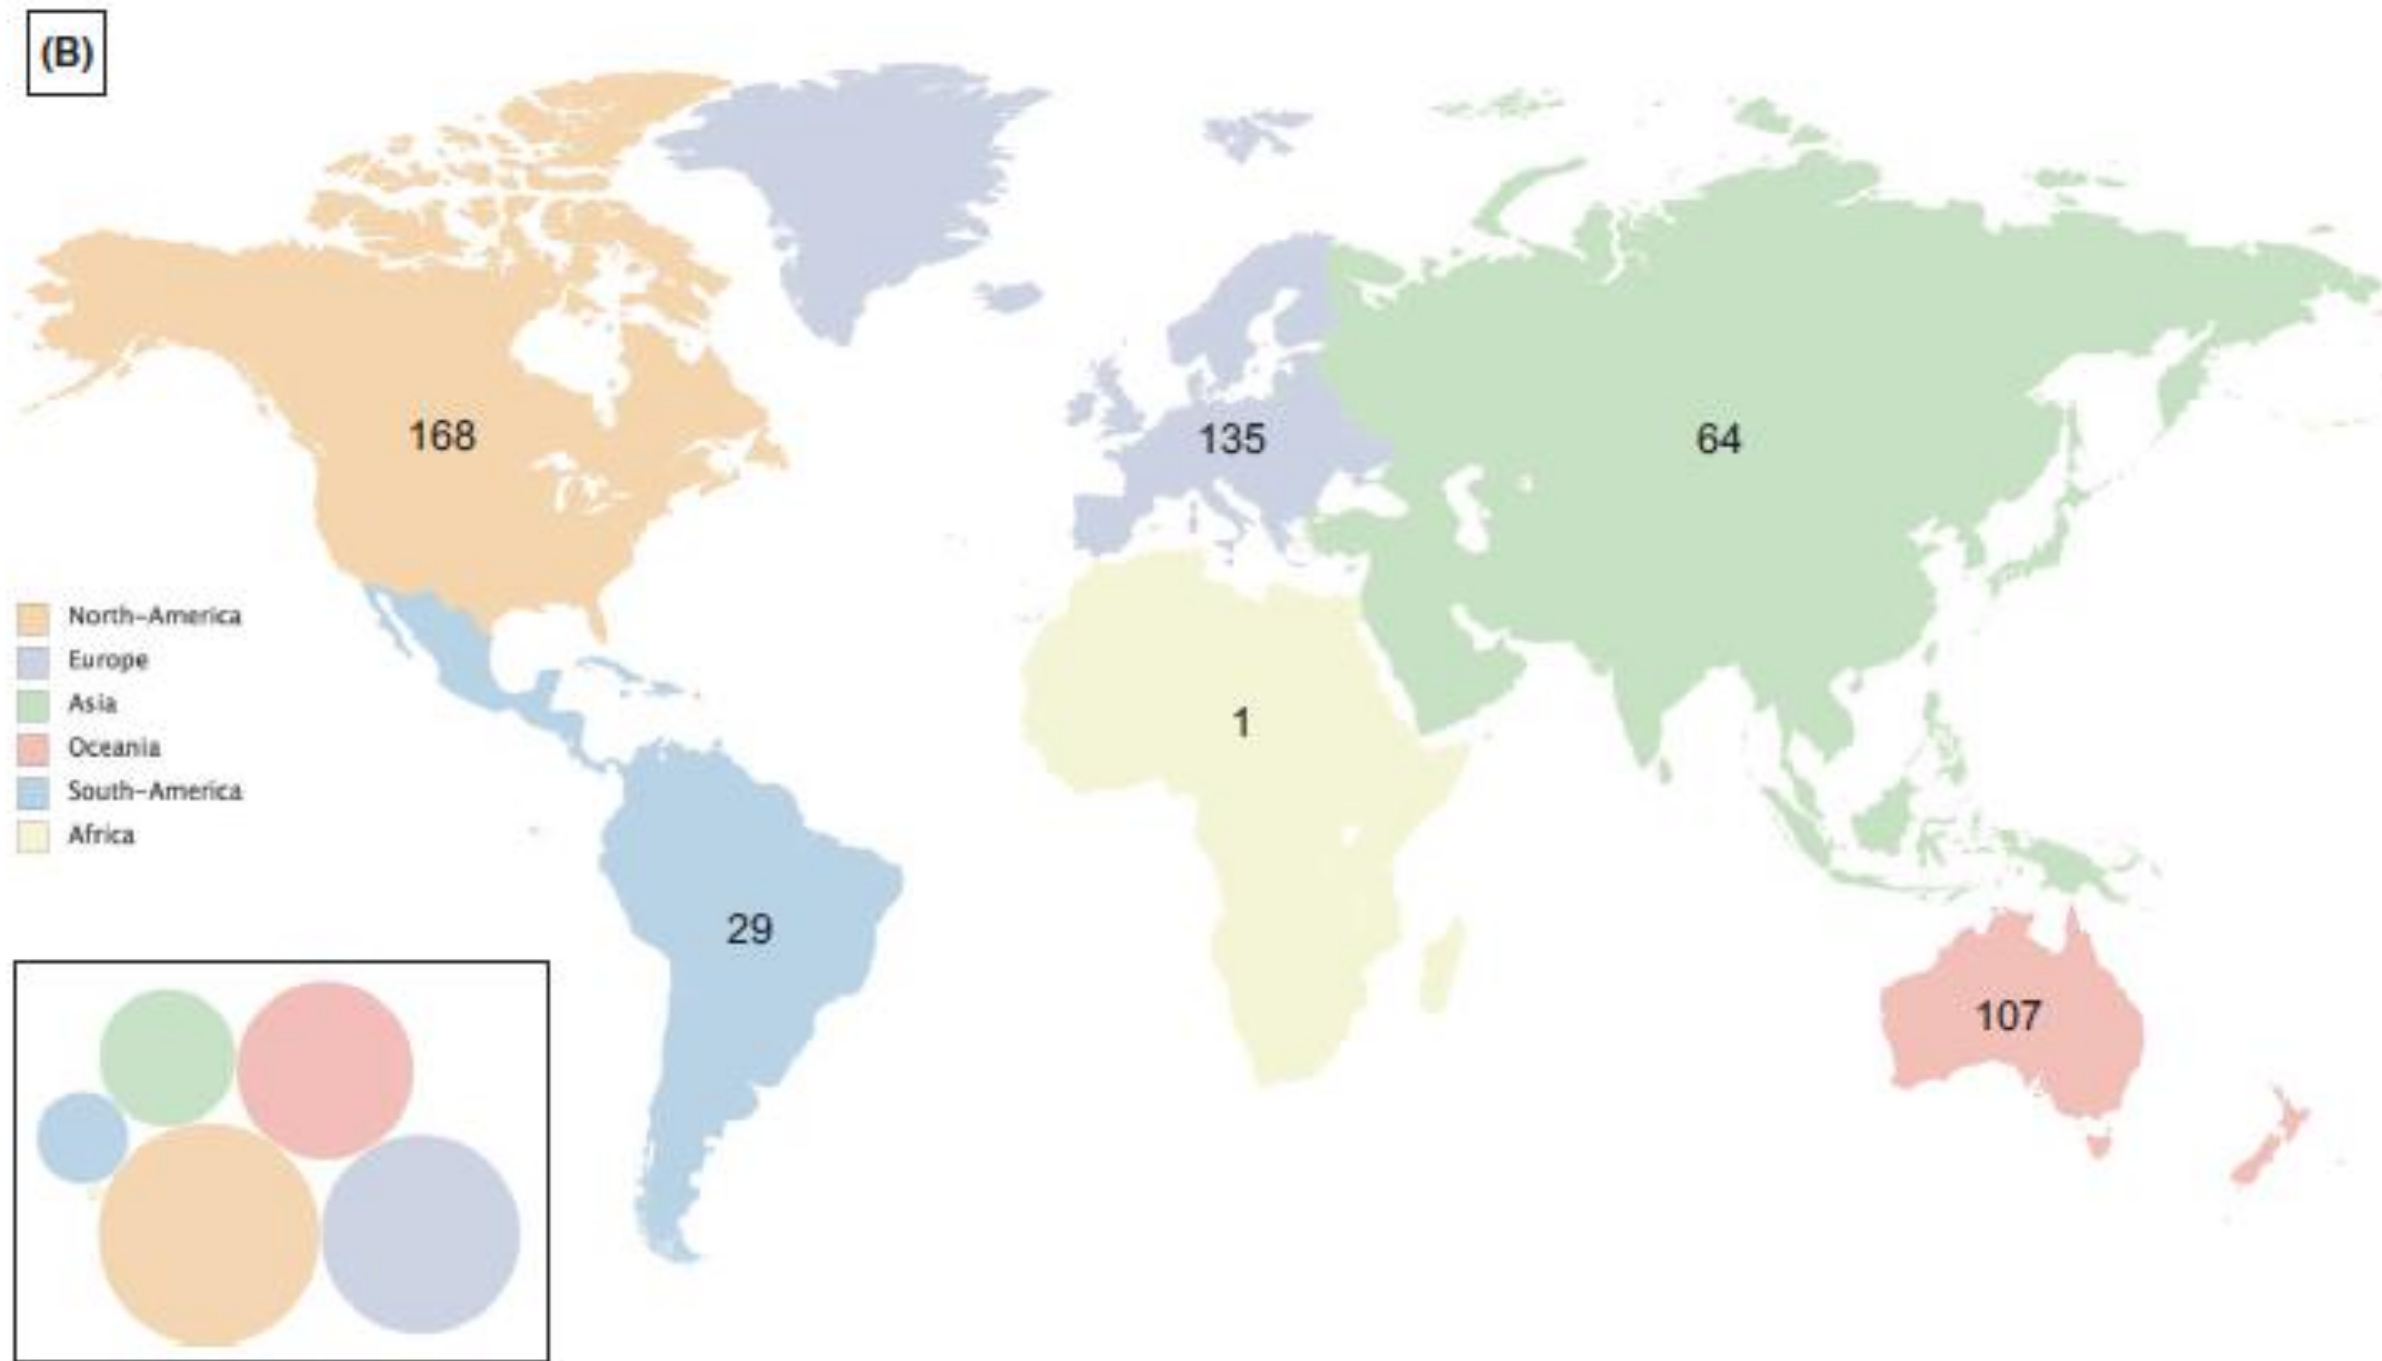 (B)
168
135
64
North-America
Europe
Asia
Oceania
South-America
Africa
1
29
107